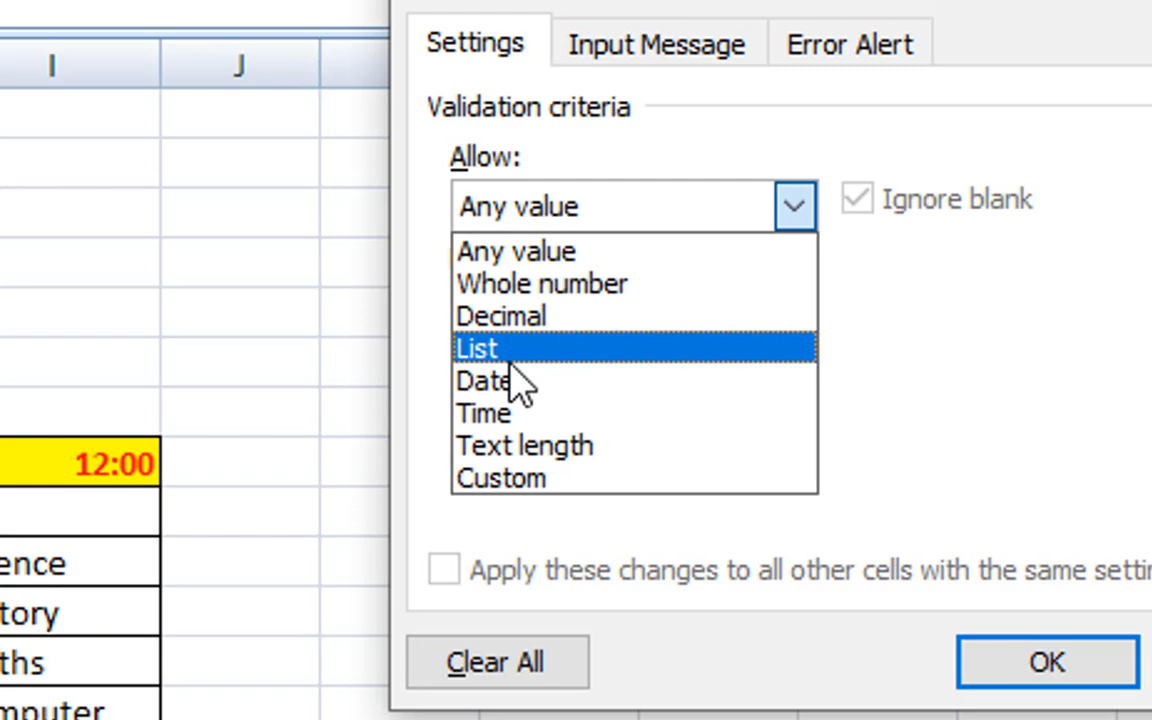 I J
Settings Input Message Error Alert
Validation criteria
Allow:
Any value
Ignore blank
Any value
Whole number
Decimal
List
Date
Time
Text length
Custom
12:00
ence
tory
ths
mputer
Apply these changes to all other cells with the same setti
Clear All OK